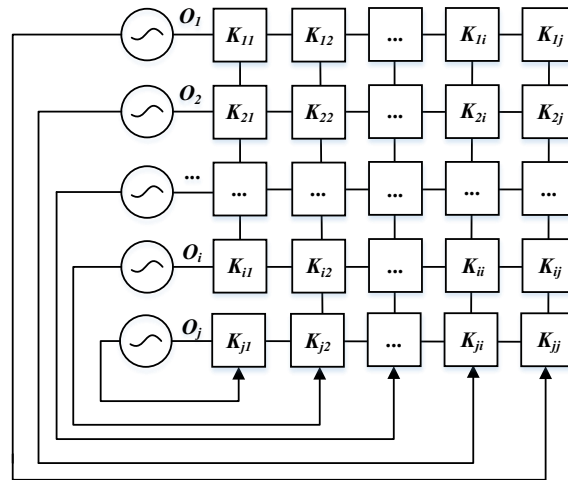 O₁ K₁₁ K₁₂ ... K₁ᵢ K₁ⱼ
O₂ K₂₁ K₂₂ ... K₂ᵢ K₂ⱼ
... ... ... ... ... ...
Oᵢ Kᵢ₁ Kᵢ₂ ... Kᵢᵢ Kᵢⱼ
Oⱼ Kⱼ₁ Kⱼ₂ ... Kⱼᵢ Kⱼⱼ